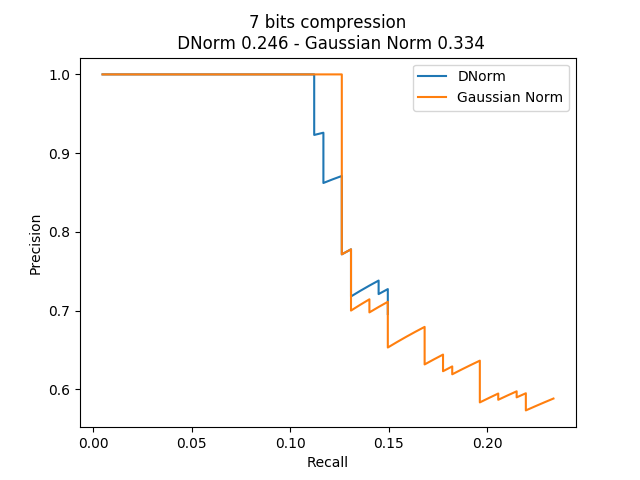 7 bits compression
DNorm 0.246 - Gaussian Norm 0.334
DNorm
Gaussian Norm
1.0
0.9
0.8
0.7
0.6
Precision
0.00
0.05
0.10
0.15
0.20
Recall